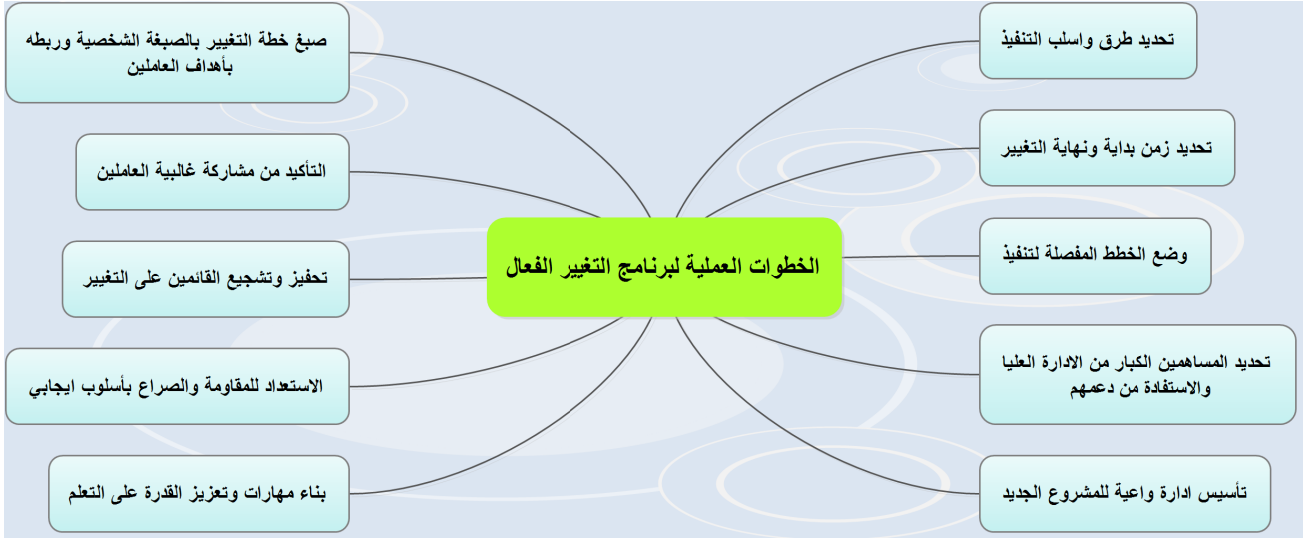 الخطوات العملية لبرنامج التغيير الفعال
تحديد طرق واسلب التنفيذ
تحديد زمن بداية ونهاية التغيير
وضع الخطط المفصلة لتنفيذ
تحديد المساهمين الكبار من الادارة العليا
والاستفادة من دعمهم
تأسيس ادارة واعية للمشروع الجديد
صبغ خطة التغيير بالصبغة الشخصية وربطه
بأهداف العاملين
التأكيد من مشاركة غالبية العاملين
تحفيز وتشجيع القائمين على التغيير
الاستعداد للمقاومة والصراع بأسلوب ايجابي
بناء مهارات وتعزيز القدرة على التعلم